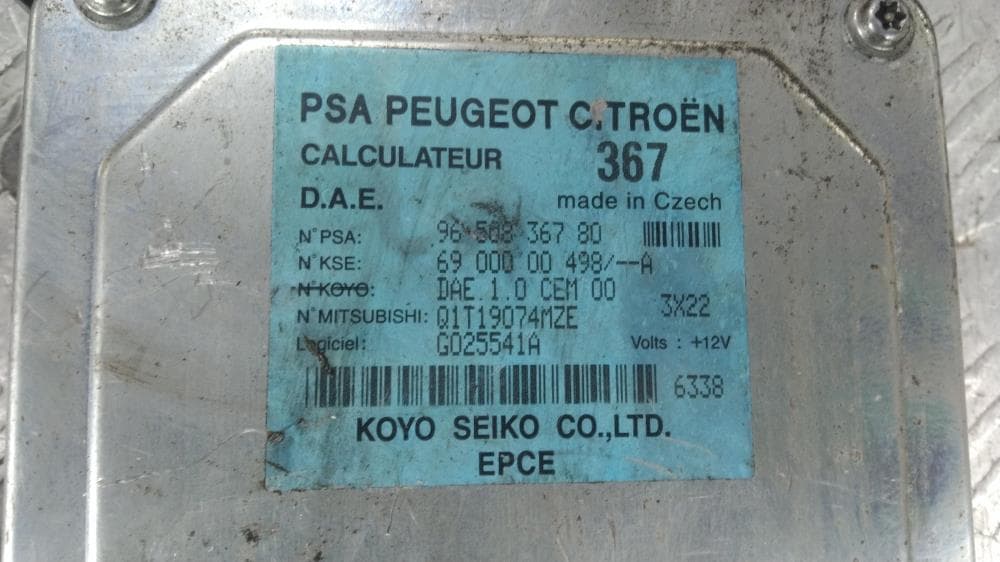 PSA PEUGEOT CITROËN
CALCULATEUR 367
D.A.E. made in Czech
N°PSA: 96 508 367 80
N°KSE: 69 000 00 498/--A
N°KOYO: DAE 1.0 CEM 00
3X22
N°MITSUBISHI: Q1T19074MZE
Logiciel: G025541A Volts : +12V
6338
KOYO SEIKO CO.,LTD.
EPCE